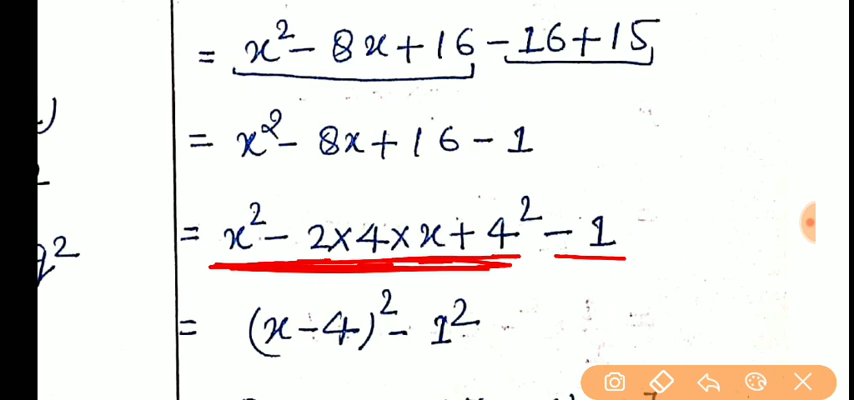 = x² - 8x + 16 - 16 + 15
= x² - 8x + 16 - 1
= x² - 2×4×x + 4² - 1
= (x - 4)² - 1²